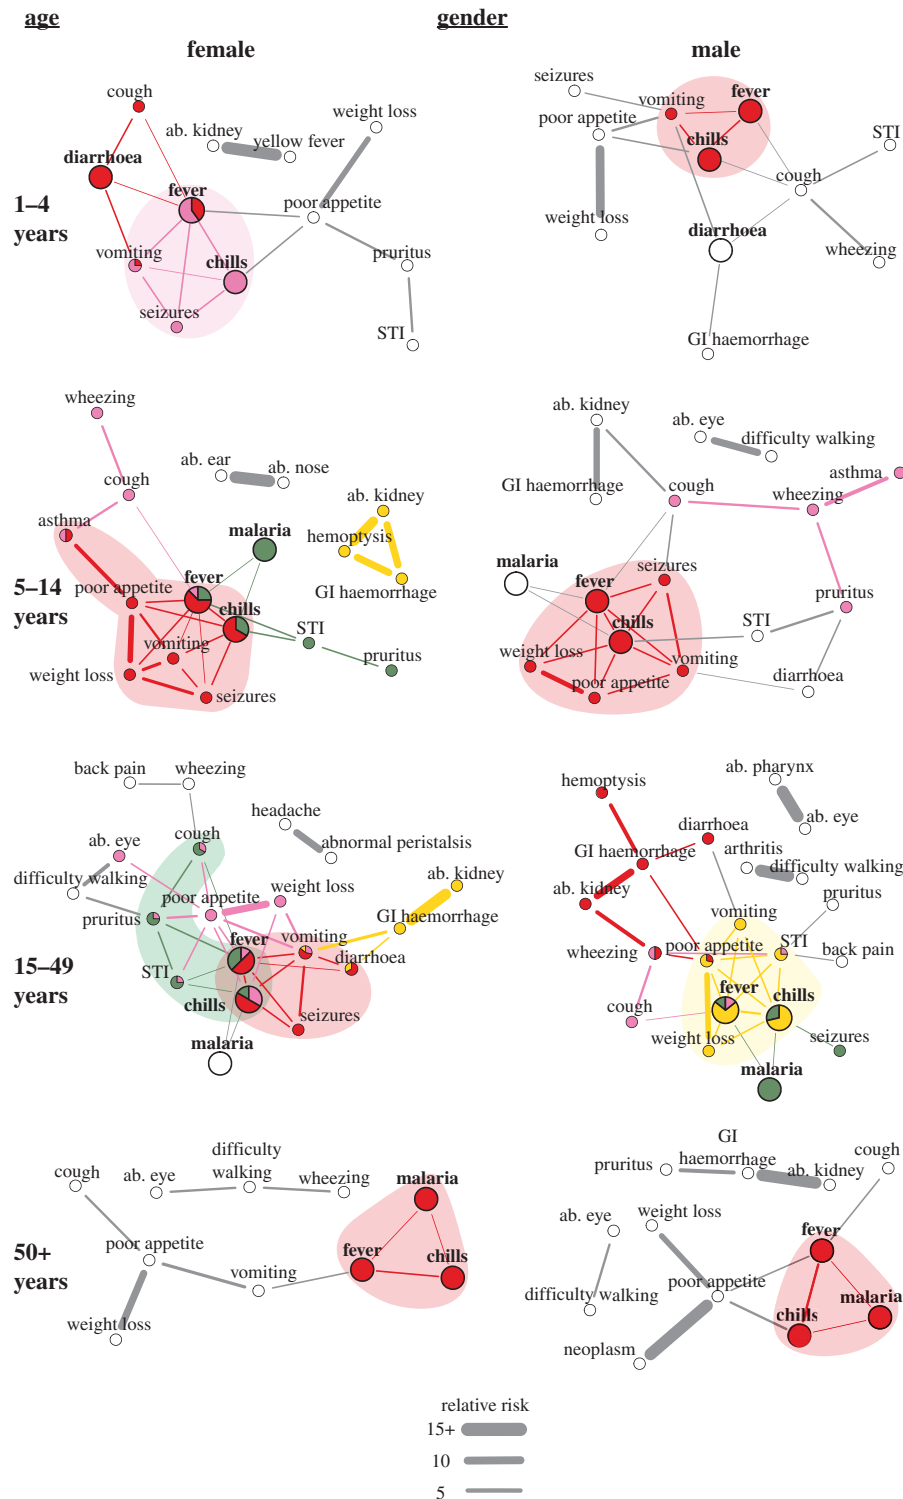 age
gender
female
male
1–4
years
cough
ab. kidney
yellow fever
weight loss
diarrhoea
fever
poor appetite
vomiting
chills
pruritus
seizures
STI
seizures
vomiting
fever
poor appetite
chills
STI
cough
weight loss
diarrhoea
wheezing
GI haemorrhage
5–14
years
wheezing
ab. ear
ab. nose
cough
ab. kidney
asthma
malaria
hemoptysis
fever
poor appetite
GI haemorrhage
chills
STI
vomiting
pruritus
weight loss
seizures
ab. kidney
ab. eye
difficulty walking
asthma
GI haemorrhage
cough
wheezing
malaria
seizures
fever
pruritus
chills
STI
weight loss
vomiting
poor appetite
diarrhoea
15–49
years
back pain
wheezing
headache
cough
ab. eye
abnormal peristalsis
difficulty walking
weight loss
ab. kidney
poor appetite
pruritus
GI haemorrhage
fever
vomiting
diarrhoea
STI
chills
seizures
malaria
ab. pharynx
hemoptysis
ab. eye
diarrhoea
arthritis
GI haemorrhage
difficulty walking
ab. kidney
pruritus
vomiting
wheezing
poor appetite
STI
back pain
fever
chills
cough
weight loss
seizures
malaria
50+
years
cough
ab. eye
difficulty
walking
wheezing
malaria
poor appetite
fever
chills
vomiting
weight loss
GI
haemorrhage
pruritus
ab. kidney
cough
weight loss
ab. eye
fever
poor appetite
difficulty walking
malaria
chills
neoplasm
relative risk
15+
10
5